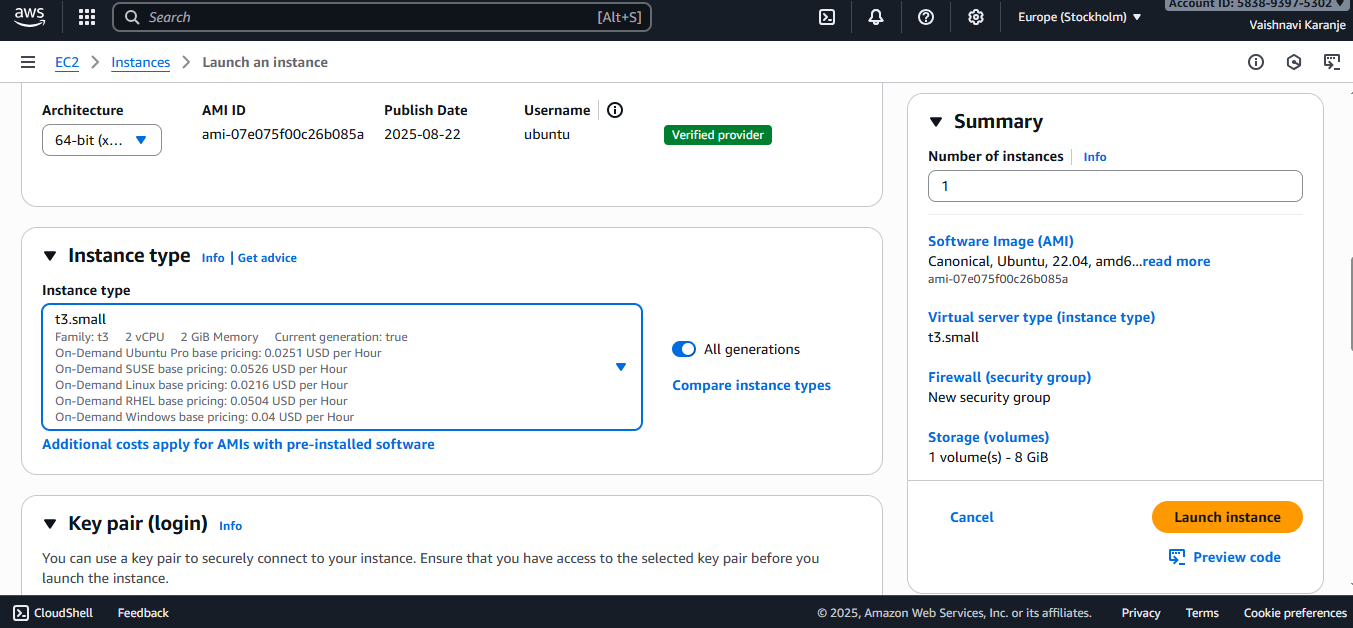 aws
Search
[Alt+S]
Europe (Stockholm)
Account ID: 5838-9397-5302
Vaishnavi Karanje
EC2
Instances
Launch an instance
Architecture
64-bit (x...
AMI ID
ami-07e075f00c26b085a
Publish Date
2025-08-22
Username
ubuntu
Verified provider
Instance type
Info
Get advice
Instance type
t3.small
Family: t3 2 vCPU 2 GiB Memory Current generation: true
On-Demand Ubuntu Pro base pricing: 0.0251 USD per Hour
On-Demand SUSE base pricing: 0.0526 USD per Hour
On-Demand Linux base pricing: 0.0216 USD per Hour
On-Demand RHEL base pricing: 0.0504 USD per Hour
On-Demand Windows base pricing: 0.04 USD per Hour
All generations
Compare instance types
Additional costs apply for AMIs with pre-installed software
Key pair (login)
Info
You can use a key pair to securely connect to your instance. Ensure that you have access to the selected key pair before you
launch the instance.
Summary
Number of instances
Info
1
Software Image (AMI)
Canonical, Ubuntu, 22.04, amd6...read more
ami-07e075f00c26b085a
Virtual server type (instance type)
t3.small
Firewall (security group)
New security group
Storage (volumes)
1 volume(s) - 8 GiB
Cancel
Launch instance
Preview code
CloudShell
Feedback
© 2025, Amazon Web Services, Inc. or its affiliates.
Privacy
Terms
Cookie preferences